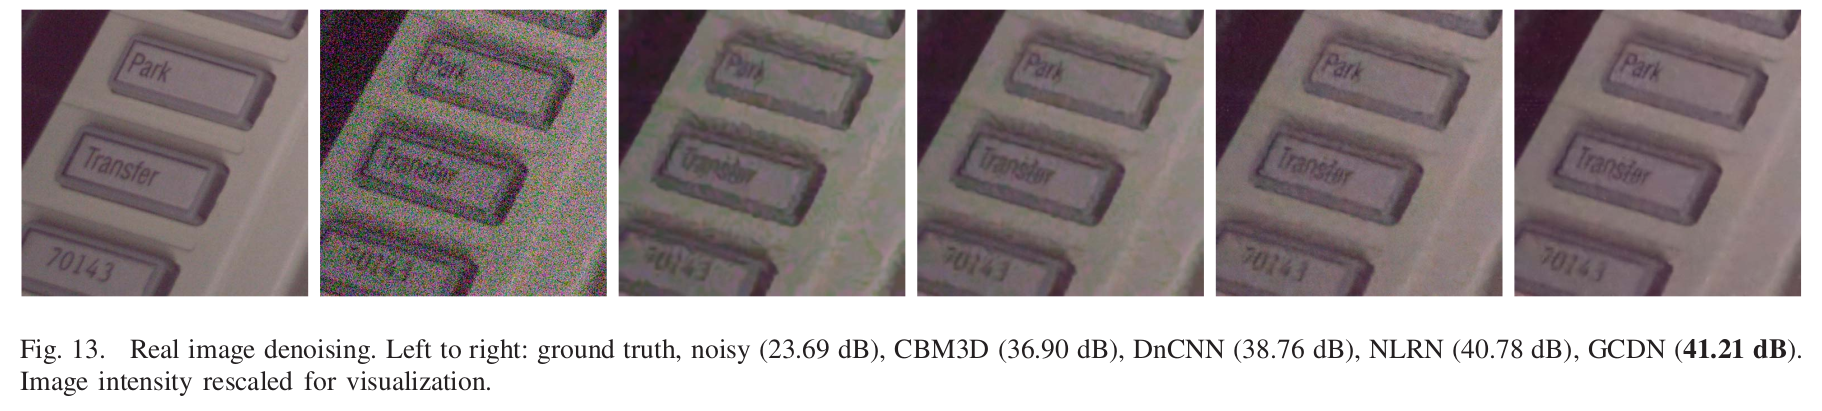 Park
Transfer
70143
Park
Transfer
70143
Park
Transfer
70143
Park
Transfer
70143
Park
Transfer
70143
Park
Transfer
70143
Fig. 13. Real image denoising. Left to right: ground truth, noisy (23.69 dB), CBM3D (36.90 dB), DnCNN (38.76 dB), NLRN (40.78 dB), GCDN (41.21 dB).
Image intensity rescaled for visualization.